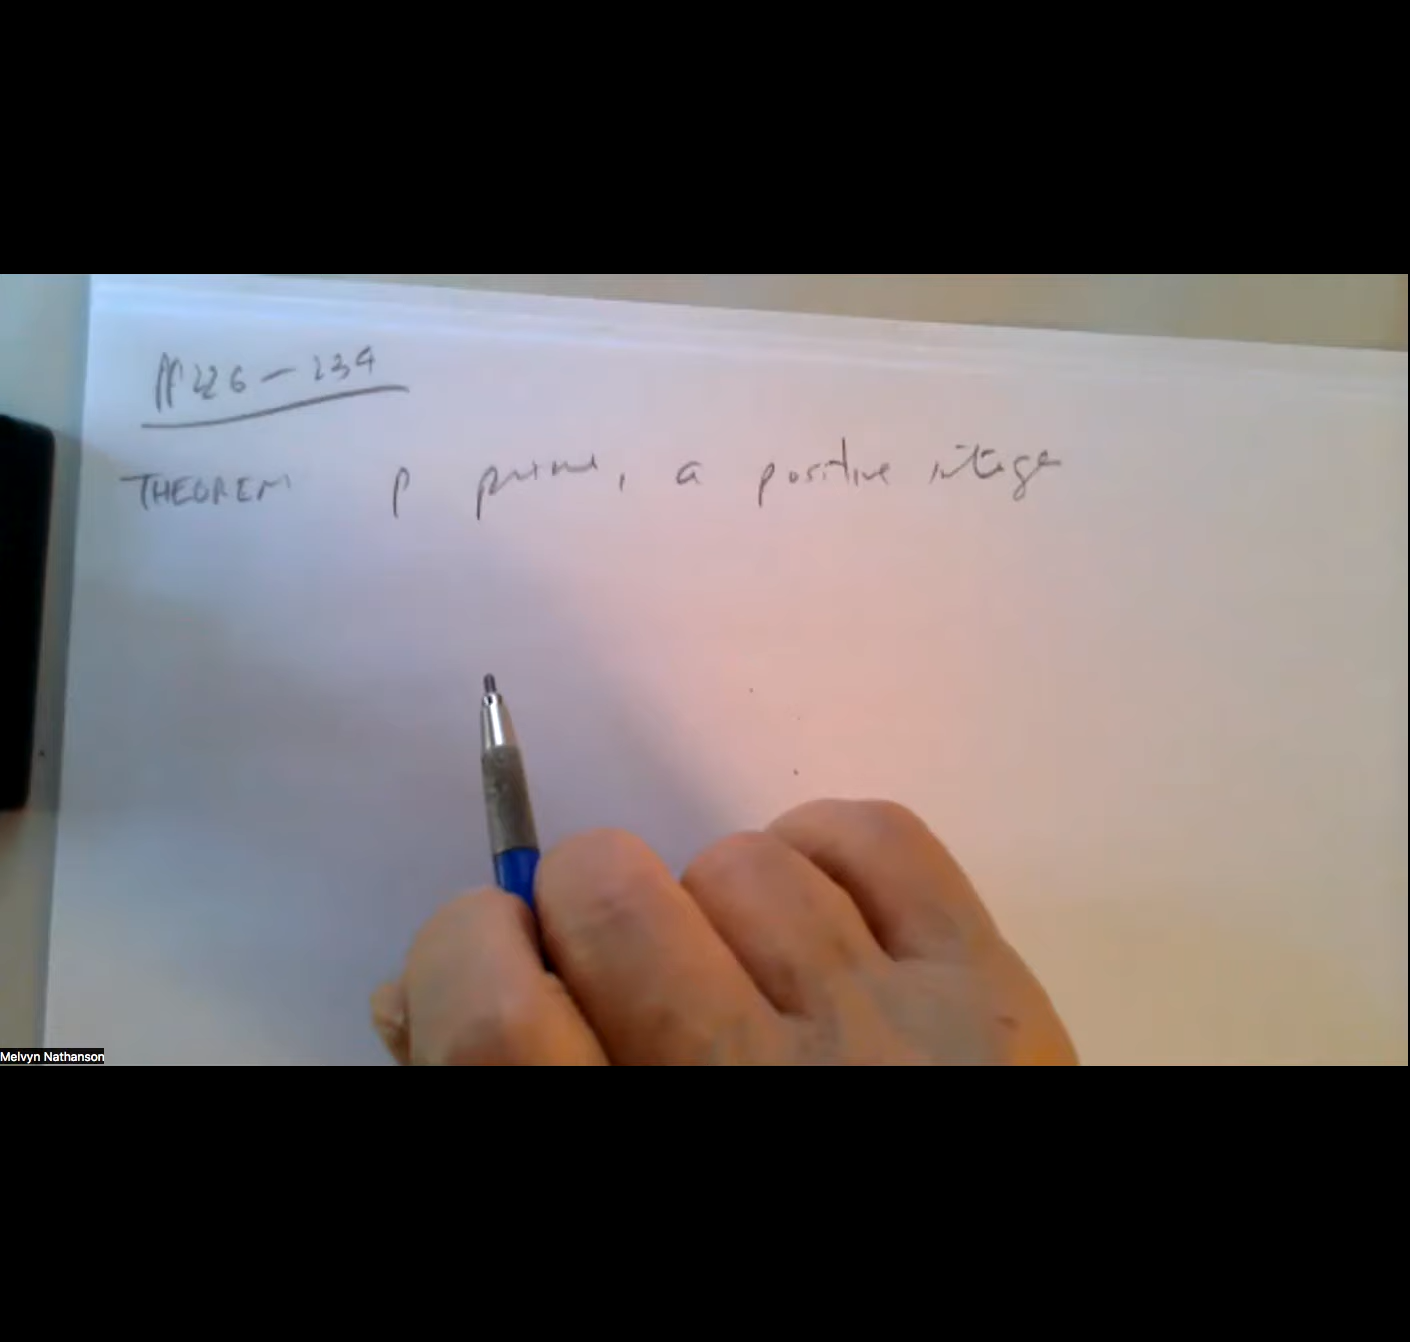 pp 226 – 234
THEOREM p prime, a positive integer
Melvyn Nathanson